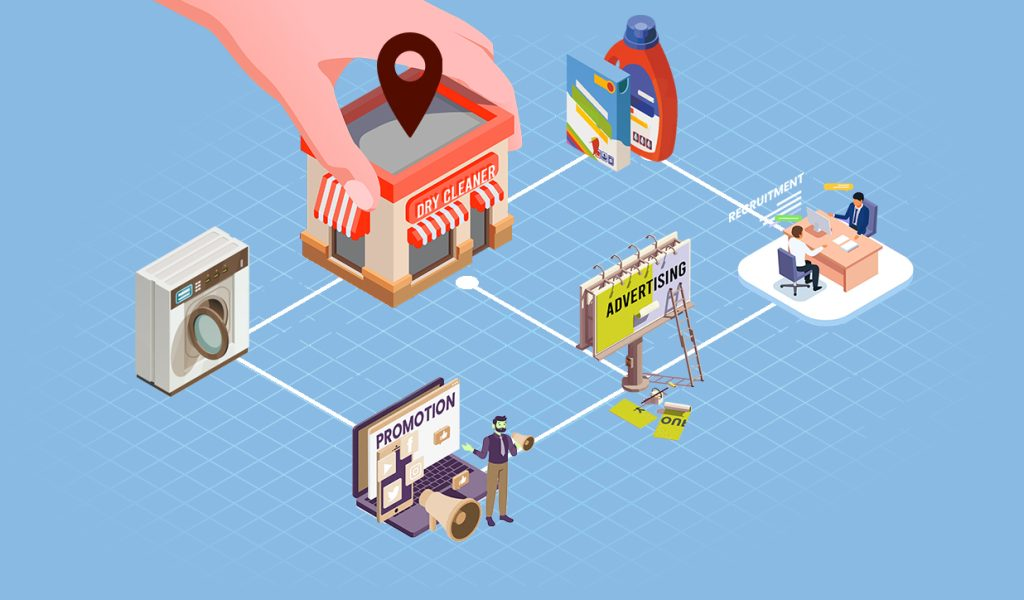 DRY CLEANER
RECRUITMENT
ADVERTISING
PROMOTION